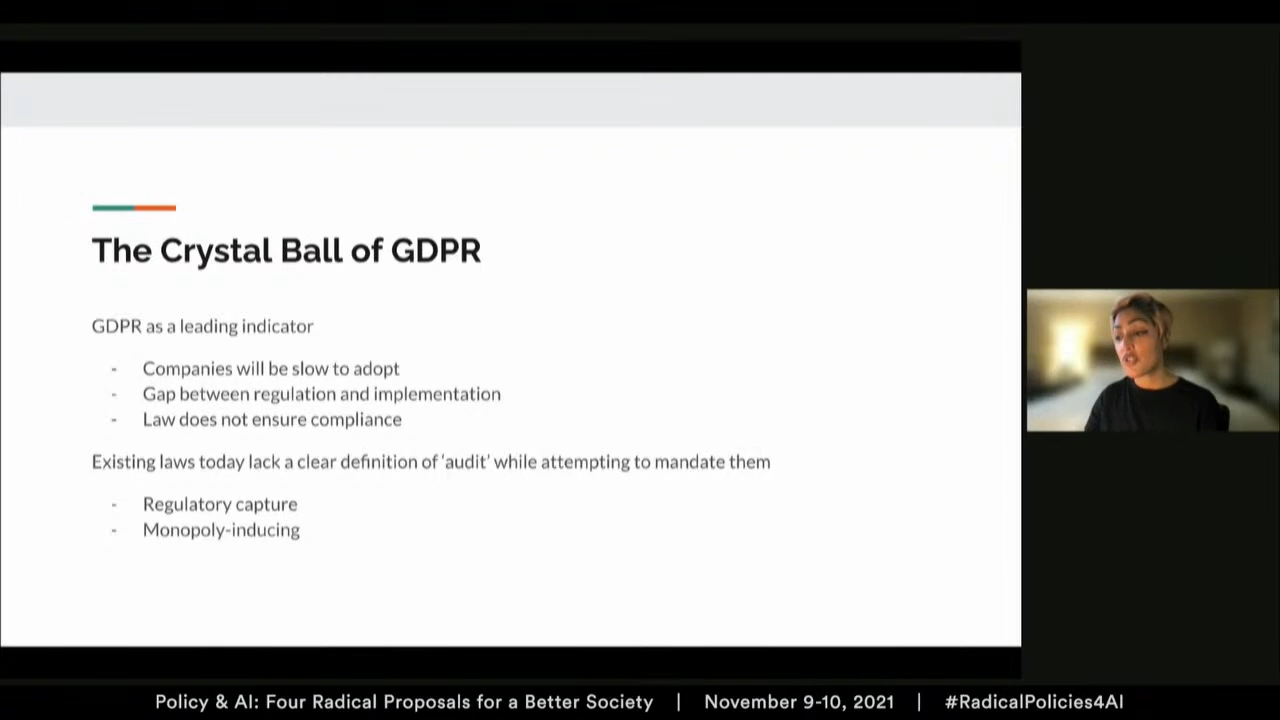 The Crystal Ball of GDPR
GDPR as a leading indicator
- Companies will be slow to adopt
- Gap between regulation and implementation
- Law does not ensure compliance
Existing laws today lack a clear definition of ‘audit’ while attempting to mandate them
- Regulatory capture
- Monopoly-inducing
Policy & AI: Four Radical Proposals for a Better Society | November 9-10, 2021 | #RadicalPolicies4AI